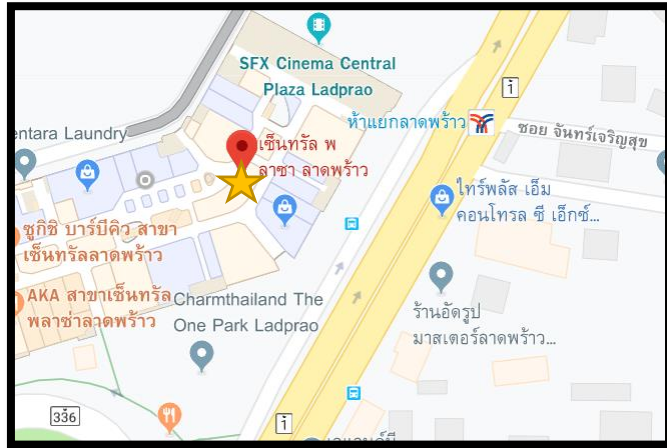 SFX Cinema Central
Plaza Ladprao
1
ห้าแยกลาดพร้าว
ซอย จันทร์เจริญสุข
entara Laundry
เซ็นทรัล พ
ลาซา ลาดพร้าว
ไทร์พลัส เอ็ม
คอนโทรล ซี เอ็กซ์...
ซูกิชิ บาร์บีคิว สาขา
เซ็นทรัลลาดพร้าว
AKA สาขาเซ็นทรัล
พลาซ่าลาดพร้าว
Charmthailand The
One Park Ladprao
ร้านอัดรูป
มาสเตอร์ลาดพร้าว...
336
1